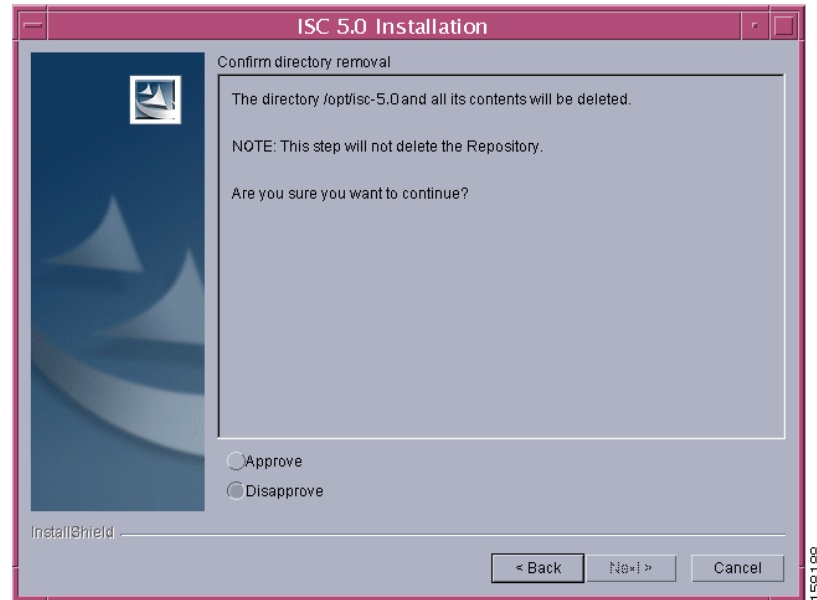 ISC 5.0 Installation
Confirm directory removal
The directory /opt/isc-5.0 and all its contents will be deleted.
NOTE: This step will not delete the Repository.
Are you sure you want to continue?
Approve
Disapprove
InstallShield
< Back
Next >
Cancel
159199